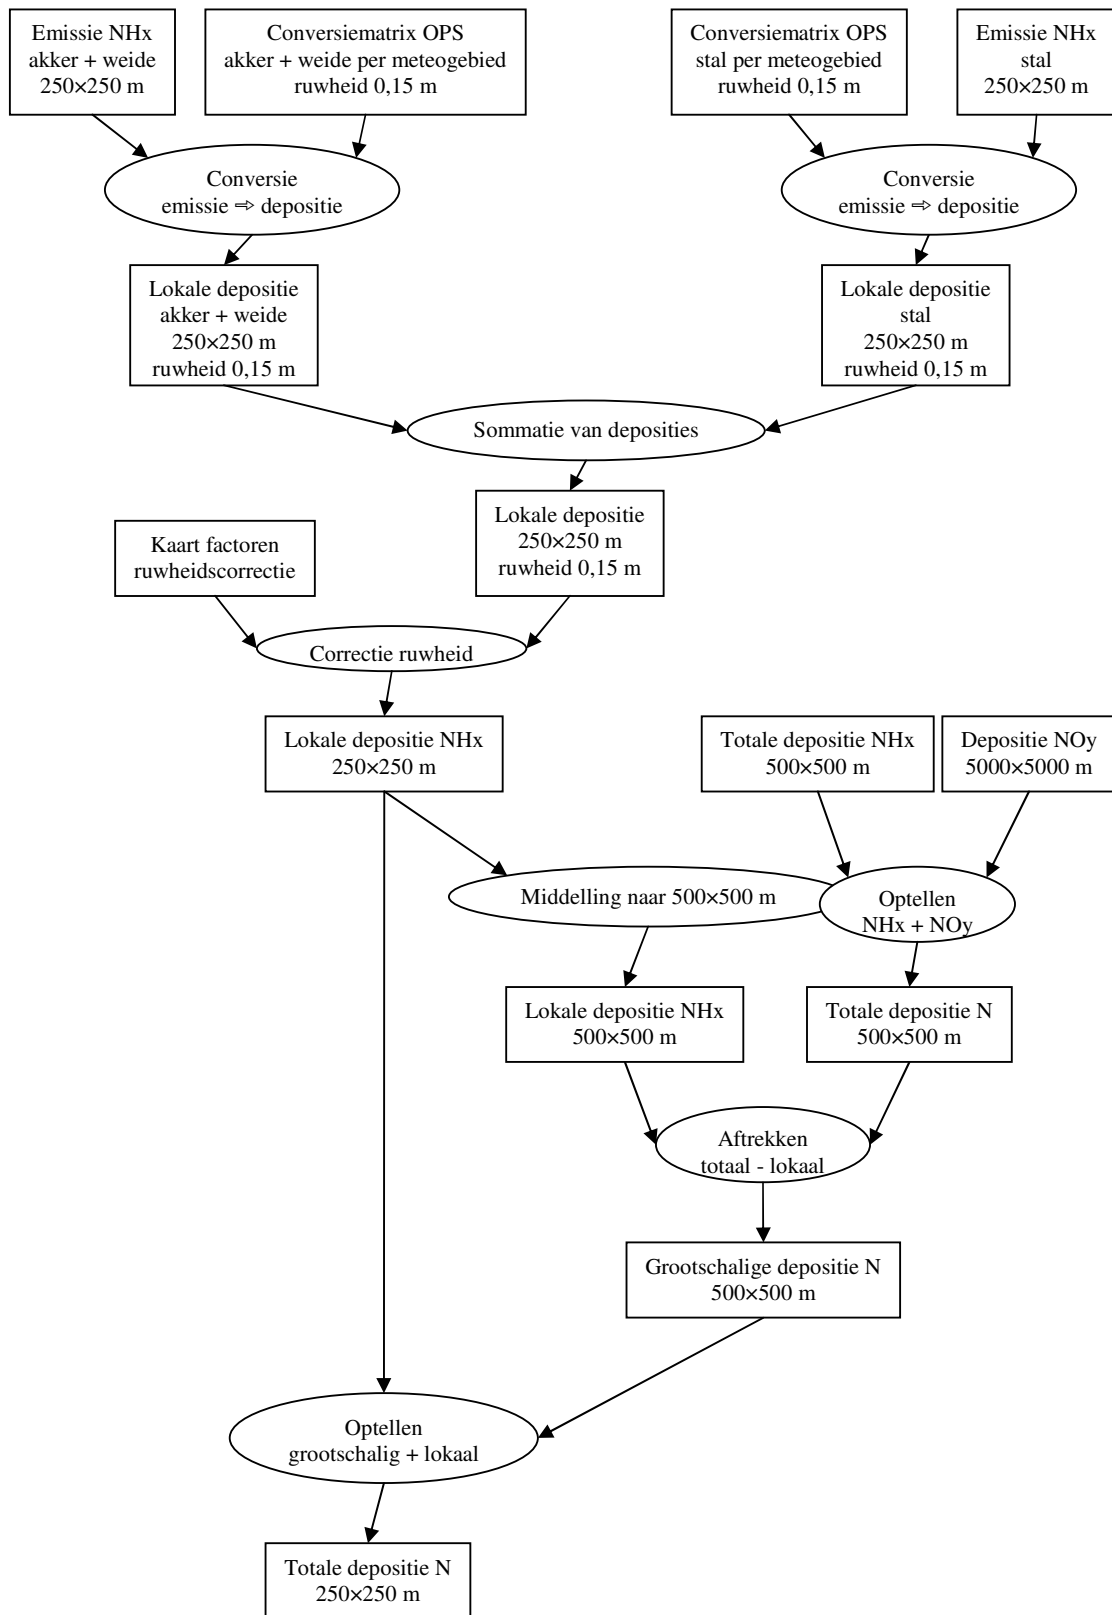 Emissie NHx
akker + weide
250×250 m
Conversiematrix OPS
akker + weide per meteogebied
ruwheid 0,15 m
Conversiematrix OPS
stal per meteogebied
ruwheid 0,15 m
Emissie NHx
stal
250×250 m
Conversie
emissie ⇨ depositie
Conversie
emissie ⇨ depositie
Lokale depositie
akker + weide
250×250 m
ruwheid 0,15 m
Lokale depositie
stal
250×250 m
ruwheid 0,15 m
Sommatie van deposities
Lokale depositie
250×250 m
ruwheid 0,15 m
Kaart factoren
ruwheidscorrectie
Correctie ruwheid
Lokale depositie NHx
250×250 m
Totale depositie NHx
500×500 m
Depositie NOy
5000×5000 m
Middelling naar 500×500 m
Optellen
NHx + NOy
Lokale depositie NHx
500×500 m
Totale depositie N
500×500 m
Aftrekken
totaal - lokaal
Grootschalige depositie N
500×500 m
Optellen
grootschalig + lokaal
Totale depositie N
250×250 m